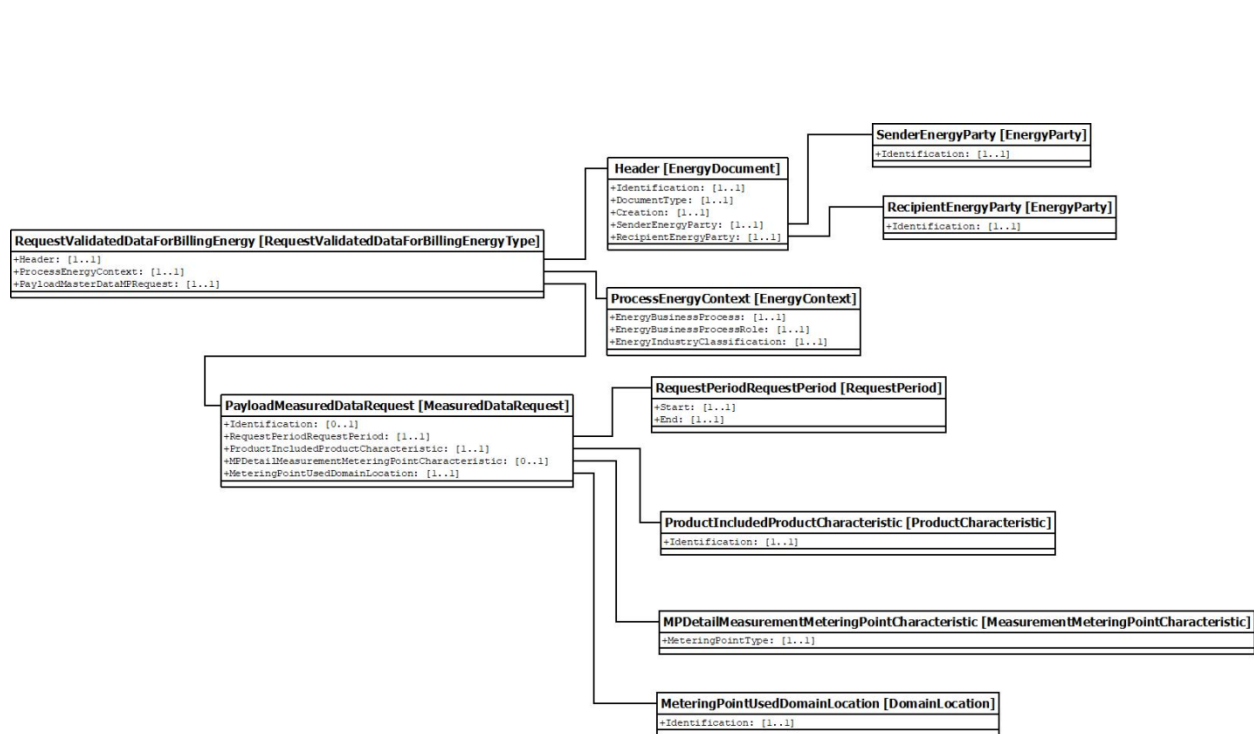 SenderEnergyParty [EnergyParty]
+Identification: [1..1]
Header [EnergyDocument]
+Identification: [1..1]
+DocumentType: [1..1]
+Creation: [1..1]
+SenderEnergyParty: [1..1]
+RecipientEnergyParty: [1..1]
RecipientEnergyParty [EnergyParty]
+Identification: [1..1]
RequestValidatedDataForBillingEnergy [RequestValidatedDataForBillingEnergyType]
+Header: [1..1]
+ProcessEnergyContext: [1..1]
+PayloadMasterDataMPRequest: [1..1]
ProcessEnergyContext [EnergyContext]
+EnergyBusinessProcess: [1..1]
+EnergyBusinessProcessRole: [1..1]
+EnergyIndustryClassification: [1..1]
PayloadMeasuredDataRequest [MeasuredDataRequest]
+Identification: [0..1]
+RequestPeriodRequestPeriod: [1..1]
+ProductIncludedProductCharacteristic: [1..1]
+MPDetailMeasurementMeteringPointCharacteristic: [0..1]
+MeteringPointUsedDomainLocation: [1..1]
RequestPeriodRequestPeriod [RequestPeriod]
+Start: [1..1]
+End: [1..1]
ProductIncludedProductCharacteristic [ProductCharacteristic]
+Identification: [1..1]
MPDetailMeasurementMeteringPointCharacteristic [MeasurementMeteringPointCharacteristic]
+MeteringPointType: [1..1]
MeteringPointUsedDomainLocation [DomainLocation]
+Identification: [1..1]